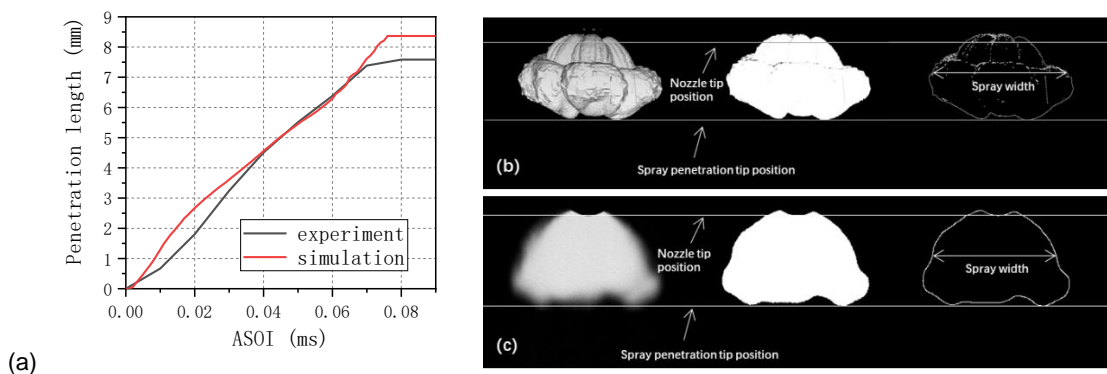 9
8
7
6
5
4
3
2
1
0
Penetration length (mm)
experiment
simulation
0.00 0.02 0.04 0.06 0.08
ASOI (ms)
(a)
Nozzle tip
position
Spray width
Spray penetration tip position
(b)
Nozzle tip
position
Spray width
Spray penetration tip position
(c)